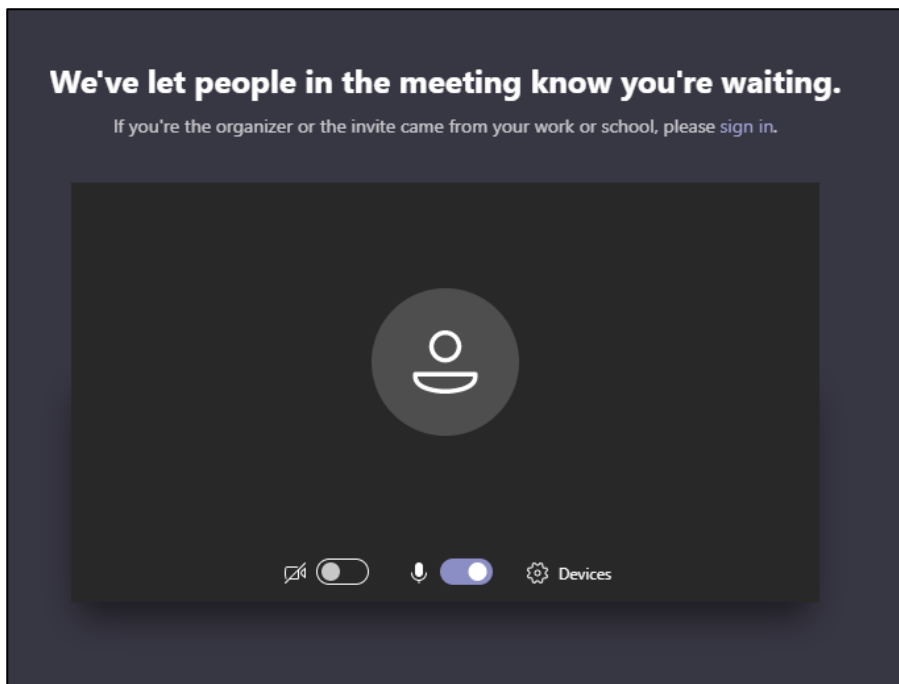 We've let people in the meeting know you're waiting.
If you're the organizer or the invite came from your work or school, please sign in.
Devices